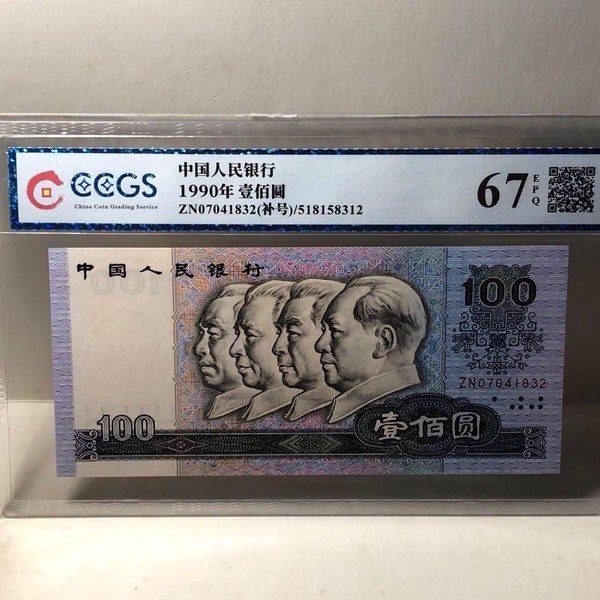 CCGS
China Coin Grading Service
中国人民银行
1990年 壹佰圆
ZN07041832(补号)/518158312
67
EPQ
中国人民银行
100
ZN07041832
100
壹佰圆